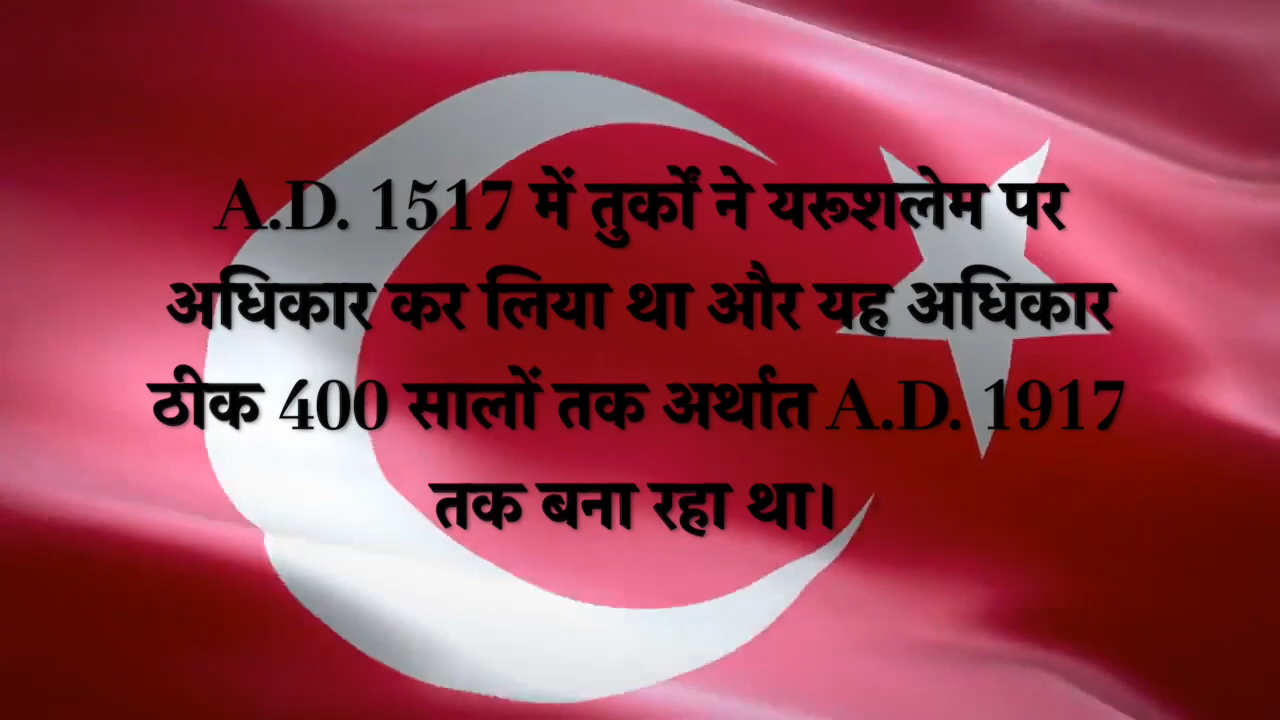 A.D. 1517 में तुर्कों ने यरूशलेम पर
अधिकार कर लिया था और यह अधिकार
ठीक 400 सालों तक अर्थात A.D. 1917
तक बना रहा था।